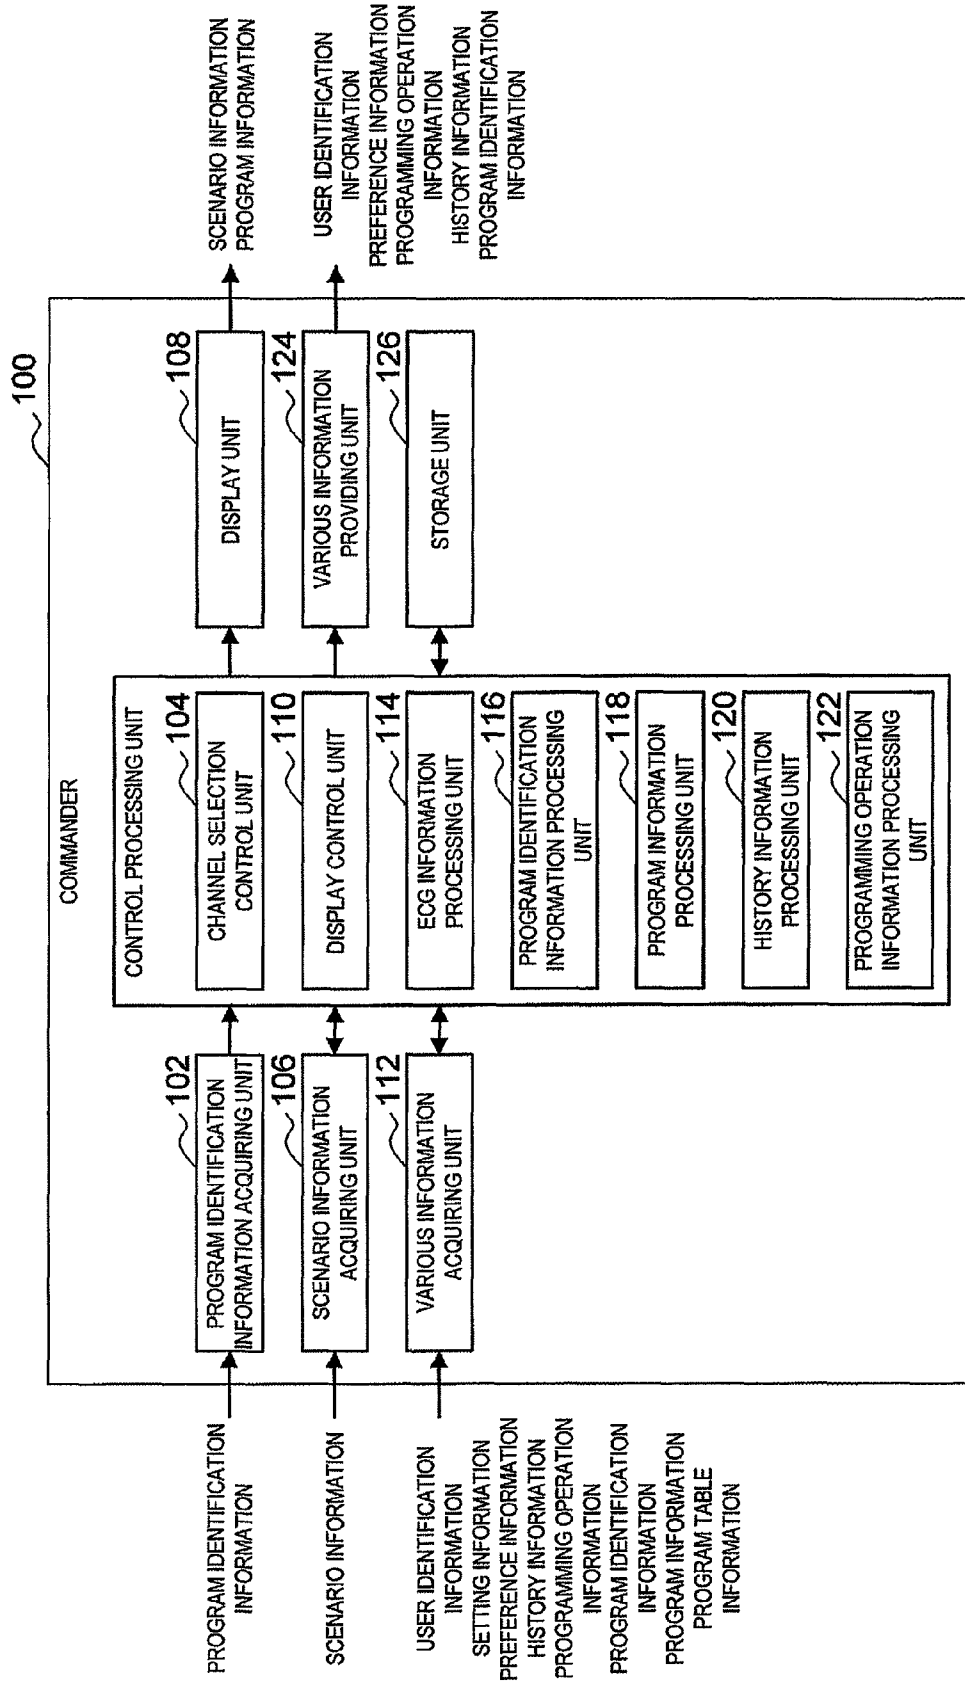 100
COMMANDER
PROGRAM IDENTIFICATION
INFORMATION
SCENARIO INFORMATION
USER IDENTIFICATION
INFORMATION
SETTING INFORMATION
PREFERENCE INFORMATION
HISTORY INFORMATION
PROGRAMMING OPERATION
INFORMATION
PROGRAM IDENTIFICATION
INFORMATION
PROGRAM INFORMATION
PROGRAM TABLE
INFORMATION
102
PROGRAM IDENTIFICATION
INFORMATION ACQUIRING UNIT
106
SCENARIO INFORMATION
ACQUIRING UNIT
112
VARIOUS INFORMATION
ACQUIRING UNIT
CONTROL PROCESSING UNIT
104
CHANNEL SELECTION
CONTROL UNIT
110
DISPLAY CONTROL UNIT
114
ECG INFORMATION
PROCESSING UNIT
116
PROGRAM IDENTIFICATION
INFORMATION PROCESSING
UNIT
118
PROGRAM INFORMATION
PROCESSING UNIT
120
HISTORY INFORMATION
PROCESSING UNIT
122
PROGRAMMING OPERATION
INFORMATION PROCESSING
UNIT
108
DISPLAY UNIT
124
VARIOUS INFORMATION
PROVIDING UNIT
126
STORAGE UNIT
SCENARIO INFORMATION
PROGRAM INFORMATION
USER IDENTIFICATION
INFORMATION
PREFERENCE INFORMATION
PROGRAMMING OPERATION
INFORMATION
HISTORY INFORMATION
PROGRAM IDENTIFICATION
INFORMATION